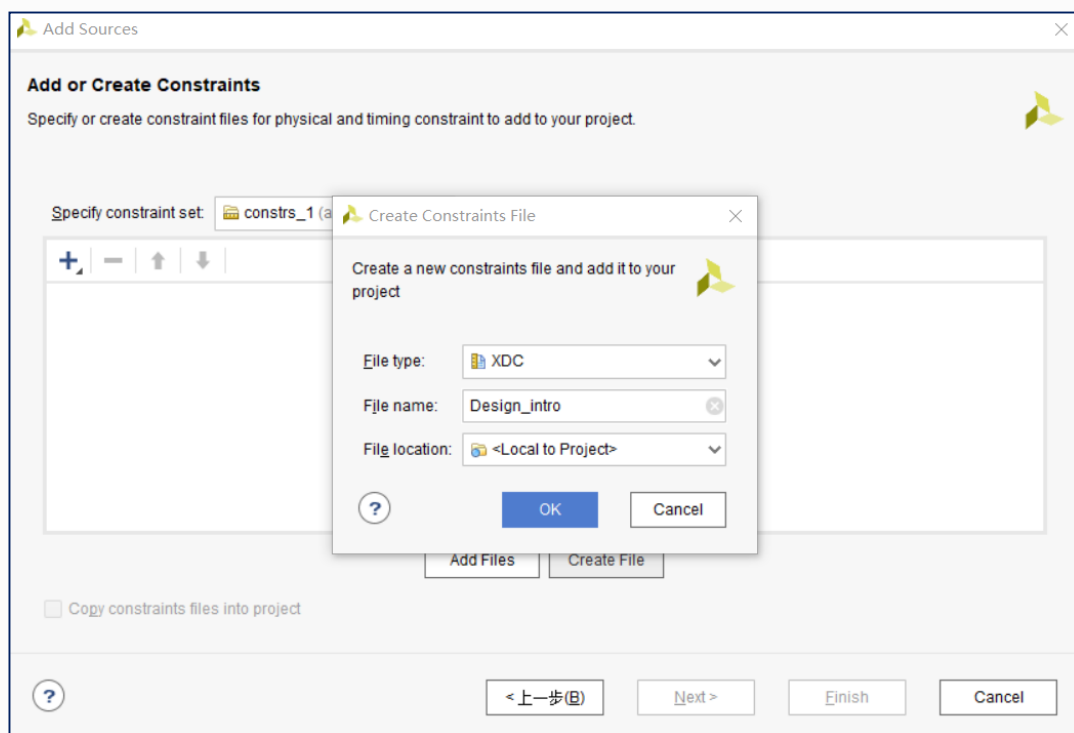 Add Sources
Add or Create Constraints
Specify or create constraint files for physical and timing constraint to add to your project.
Specify constraint set: constrs_1 (a
Create Constraints File
Create a new constraints file and add it to your
project
File type: XDC
File name: Design_intro
File location: <Local to Project>
? OK Cancel
Add Files Create File
Copy constraints files into project
? <上一步(B) Next > Finish Cancel